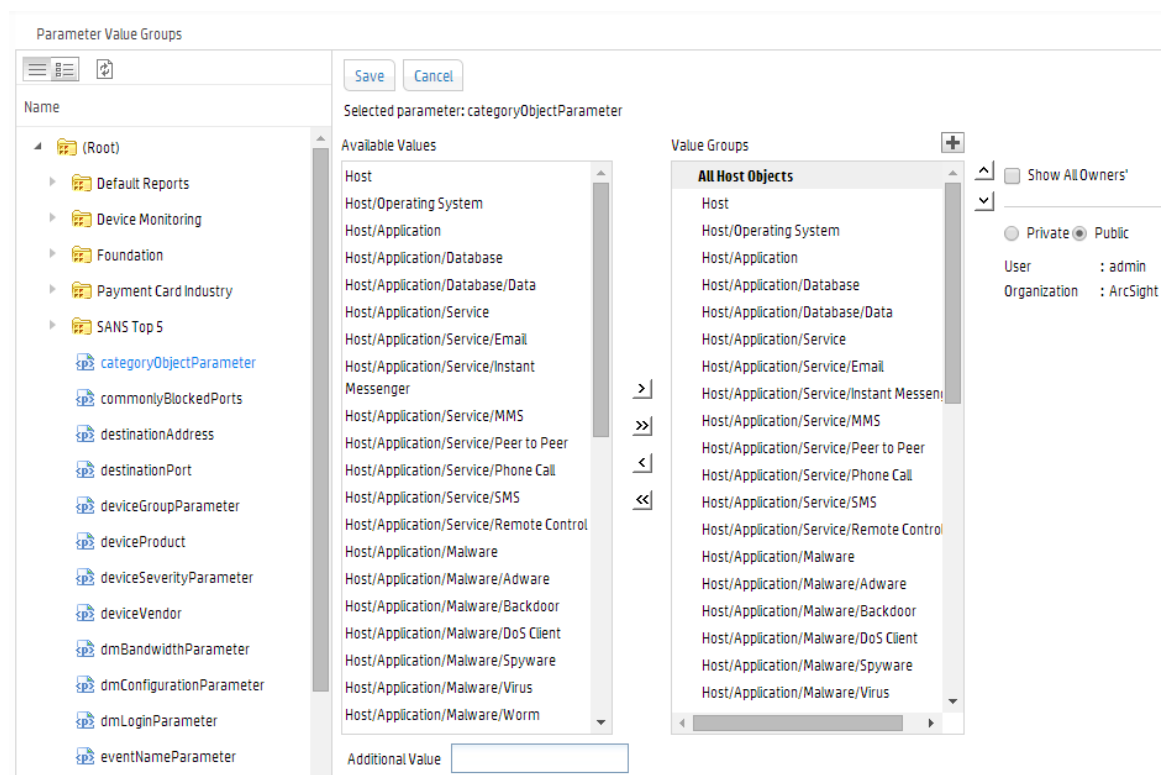 Parameter Value Groups
Name
(Root)
Default Reports
Device Monitoring
Foundation
Payment Card Industry
SANS Top 5
categoryObjectParameter
commonlyBlockedPorts
destinationAddress
destinationPort
deviceGroupParameter
deviceProduct
deviceSeverityParameter
deviceVendor
dmBandwidthParameter
dmConfigurationParameter
dmLoginParameter
eventNameParameter
Save Cancel
Selected parameter: categoryObjectParameter
Available Values
Host
Host/Operating System
Host/Application
Host/Application/Database
Host/Application/Database/Data
Host/Application/Service
Host/Application/Service/Email
Host/Application/Service/Instant
Messenger
Host/Application/Service/MMS
Host/Application/Service/Peer to Peer
Host/Application/Service/Phone Call
Host/Application/Service/SMS
Host/Application/Service/Remote Control
Host/Application/Malware
Host/Application/Malware/Adware
Host/Application/Malware/Backdoor
Host/Application/Malware/DoS Client
Host/Application/Malware/Spyware
Host/Application/Malware/Virus
Host/Application/Malware/Worm
Additional Value
>
>>
<
<<
Value Groups +
All Host Objects
Host
Host/Operating System
Host/Application
Host/Application/Database
Host/Application/Database/Data
Host/Application/Service
Host/Application/Service/Email
Host/Application/Service/Instant Messen
Host/Application/Service/MMS
Host/Application/Service/Peer to Peer
Host/Application/Service/Phone Call
Host/Application/Service/SMS
Host/Application/Service/Remote Contro
Host/Application/Malware
Host/Application/Malware/Adware
Host/Application/Malware/Backdoor
Host/Application/Malware/DoS Client
Host/Application/Malware/Spyware
Host/Application/Malware/Virus
Show All Owners'
Private Public
User : admin
Organization : ArcSight